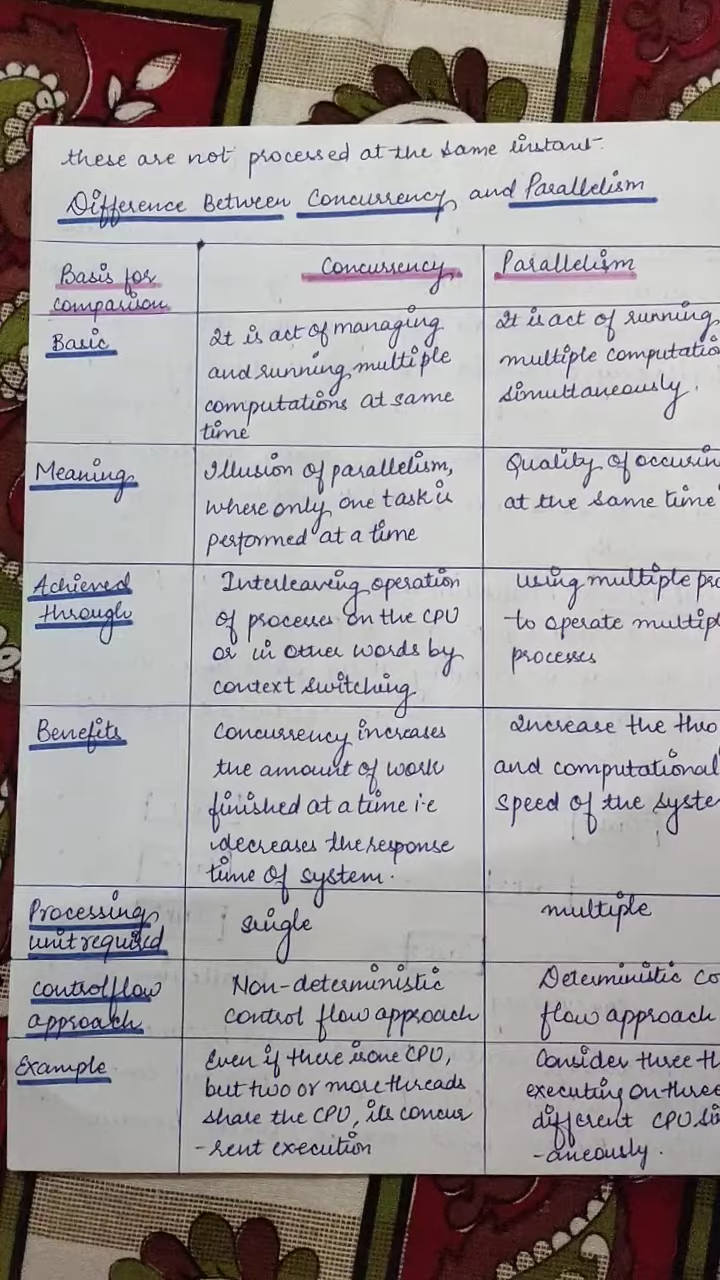 these are not processed at the same instant.
Difference Between Concurrency and Parallelism
Basis for comparison
Concurrency
Parallelism
Basic
It is act of managing
and running multiple
computations at same
time
It is act of running
multiple computatio
simultaneously.
Meaning
Illusion of parallelism,
where only one task is
performed at a time
Quality of occurin
at the same time
Achieved
through
Interleaving operation
of processes on the CPU
or in other words by
context switching
using multiple pro
to operate multipl
processes
Benefits
Concurrency increases
the amount of work
finished at a time i.e
decreases the response
time of system.
Increase the thro
and computational
speed of the syste
Processing
unit required
single
multiple
control flow
approach
Non-deterministic
control flow approach
Deterministic co
flow approach
Example
Even if there is one CPU,
but two or more threads
share the CPU, its concur
-rent execution
Consider three th
executing on three
different CPU si
-aneously.